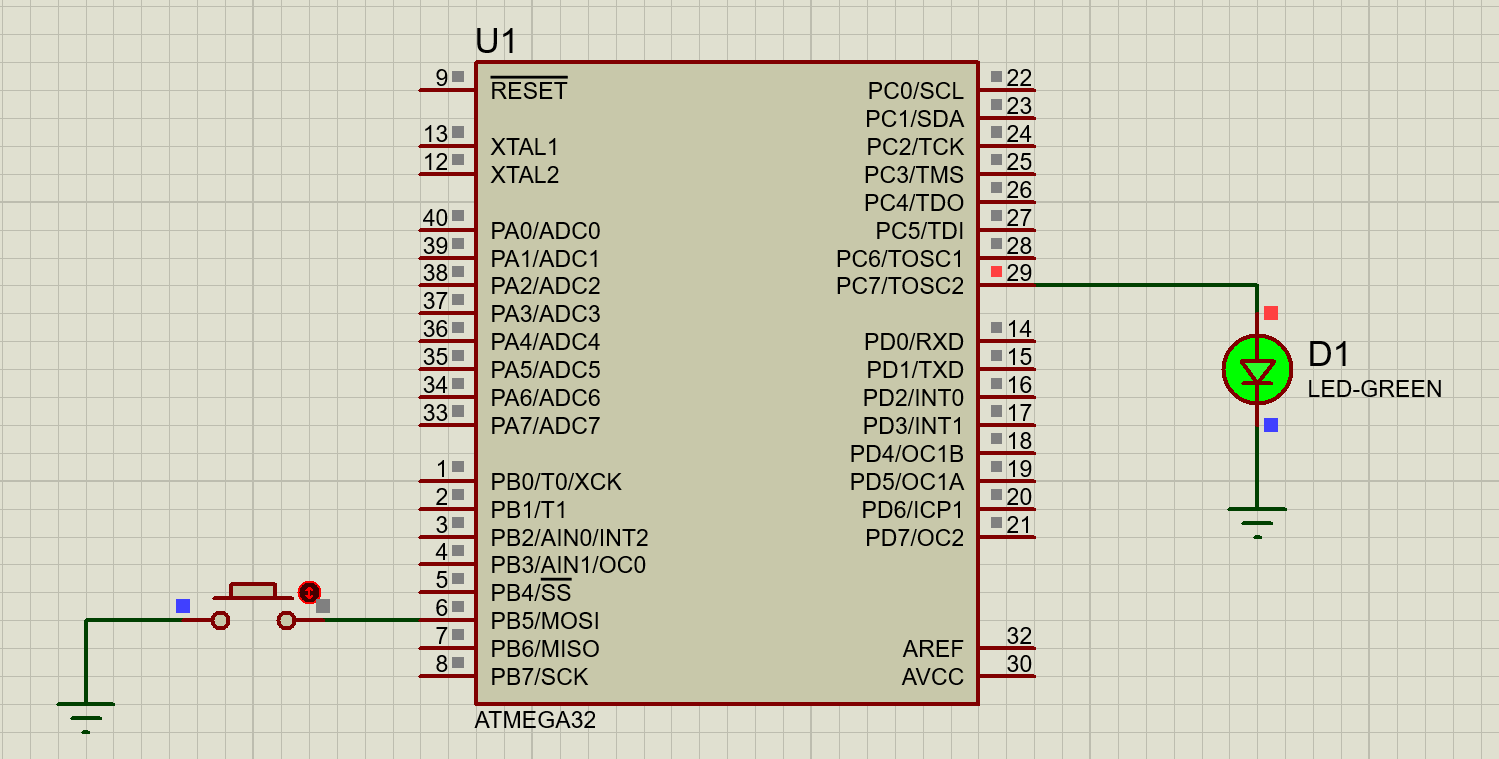 U1
9 RESET
13 XTAL1
12 XTAL2
40 PA0/ADC0
39 PA1/ADC1
38 PA2/ADC2
37 PA3/ADC3
36 PA4/ADC4
35 PA5/ADC5
34 PA6/ADC6
33 PA7/ADC7
1 PB0/T0/XCK
2 PB1/T1
3 PB2/AIN0/INT2
4 PB3/AIN1/OC0
5 PB4/SS
6 PB5/MOSI
7 PB6/MISO
8 PB7/SCK
PC0/SCL 22
PC1/SDA 23
PC2/TCK 24
PC3/TMS 25
PC4/TDO 26
PC5/TDI 27
PC6/TOSC1 28
PC7/TOSC2 29
PD0/RXD 14
PD1/TXD 15
PD2/INT0 16
PD3/INT1 17
PD4/OC1B 18
PD5/OC1A 19
PD6/ICP1 20
PD7/OC2 21
AREF 32
AVCC 30
ATMEGA32
D1
LED-GREEN